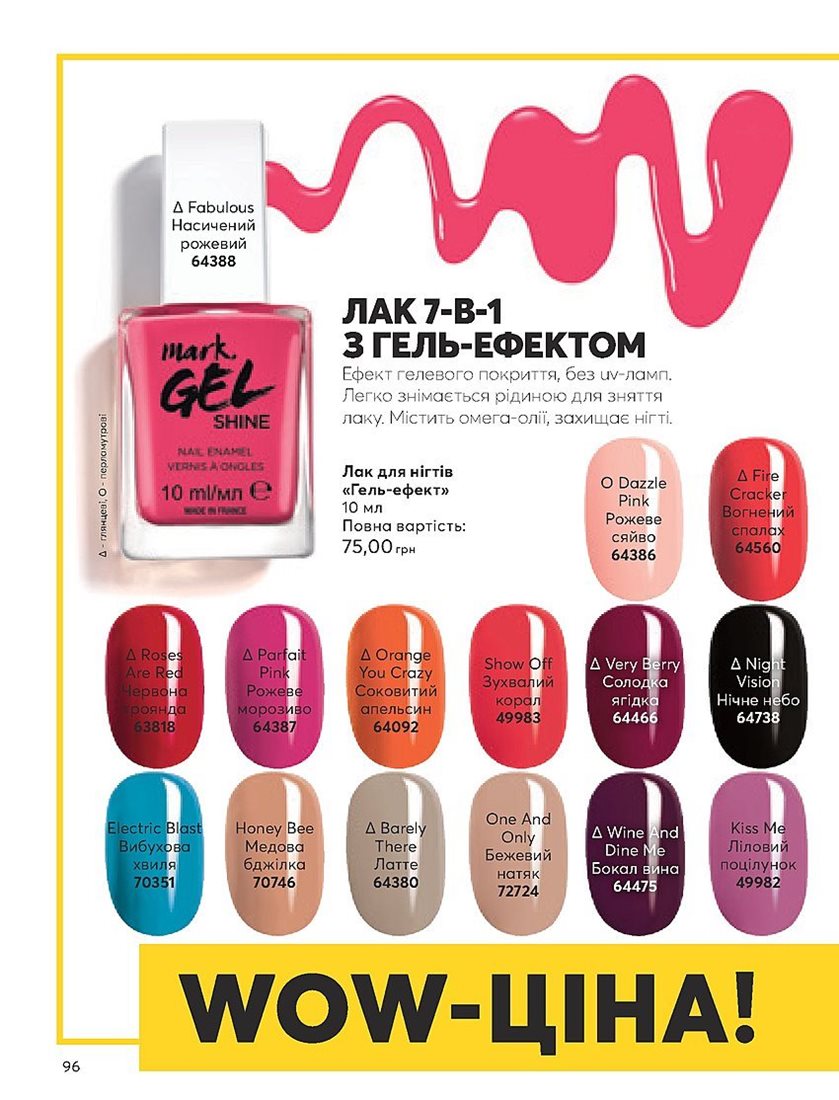 Δ Fabulous
Насичений
рожевий
64388
ЛАК 7-В-1
З ГЕЛЬ-ЕФЕКТОМ
mark.
GEL
SHINE
NAIL ENAMEL
VERNIS À ONGLES
10 ml/мл
MADE IN FRANCE
Ефект гелевого покриття, без uv-ламп.
Легко знімається рідиною для зняття
лаку. Містить омега-олії, захищає нігті.
Δ - глянцеві, О - перламутрові
Лак для нігтів
«Гель-ефект»
10 мл
Повна вартість:
75,00 грн
О Dazzle
Pink
Рожеве
сяйво
64386
Δ Fire
Cracker
Вогнений
спалах
64560
Δ Roses
Are Red
Червона
троянда
63818
Δ Parfait
Pink
Рожеве
морозиво
64387
Δ Orange
You Crazy
Соковитий
апельсин
64092
Show Off
Зухвалий
корал
49983
Δ Very Berry
Солодка
ягідка
64466
Δ Night
Vision
Нічне небо
64738
Electric Blast
Вибухова
хвиля
70351
Honey Bee
Медова
бджілка
70746
Δ Barely
There
Латте
64380
One And
Only
Бежевий
натяк
72724
Δ Wine And
Dine Me
Бокал вина
64475
Kiss Me
Ліловий
поцілунок
49982
WOW-ЦІНА!
96